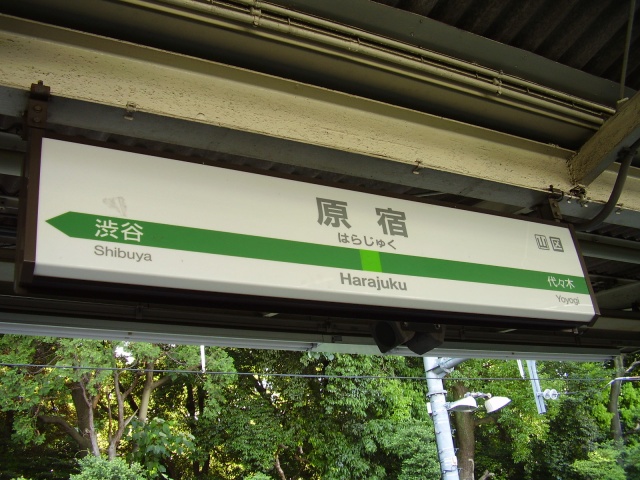 原宿
はらじゅく
山 区
渋谷
代々木
Shibuya
Harajuku
Yoyogi